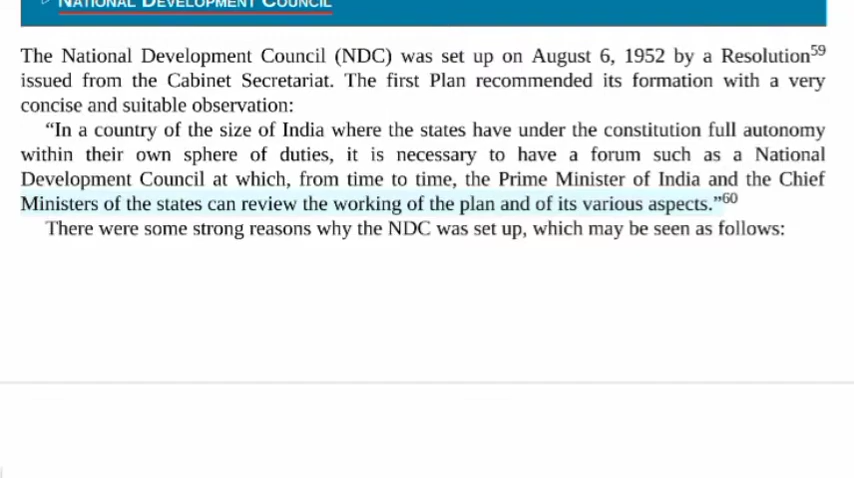 NATIONAL DEVELOPMENT COUNCIL
The National Development Council (NDC) was set up on August 6, 1952 by a Resolution59
issued from the Cabinet Secretariat. The first Plan recommended its formation with a very
concise and suitable observation:
“In a country of the size of India where the states have under the constitution full autonomy
within their own sphere of duties, it is necessary to have a forum such as a National
Development Council at which, from time to time, the Prime Minister of India and the Chief
Ministers of the states can review the working of the plan and of its various aspects.”60
There were some strong reasons why the NDC was set up, which may be seen as follows: